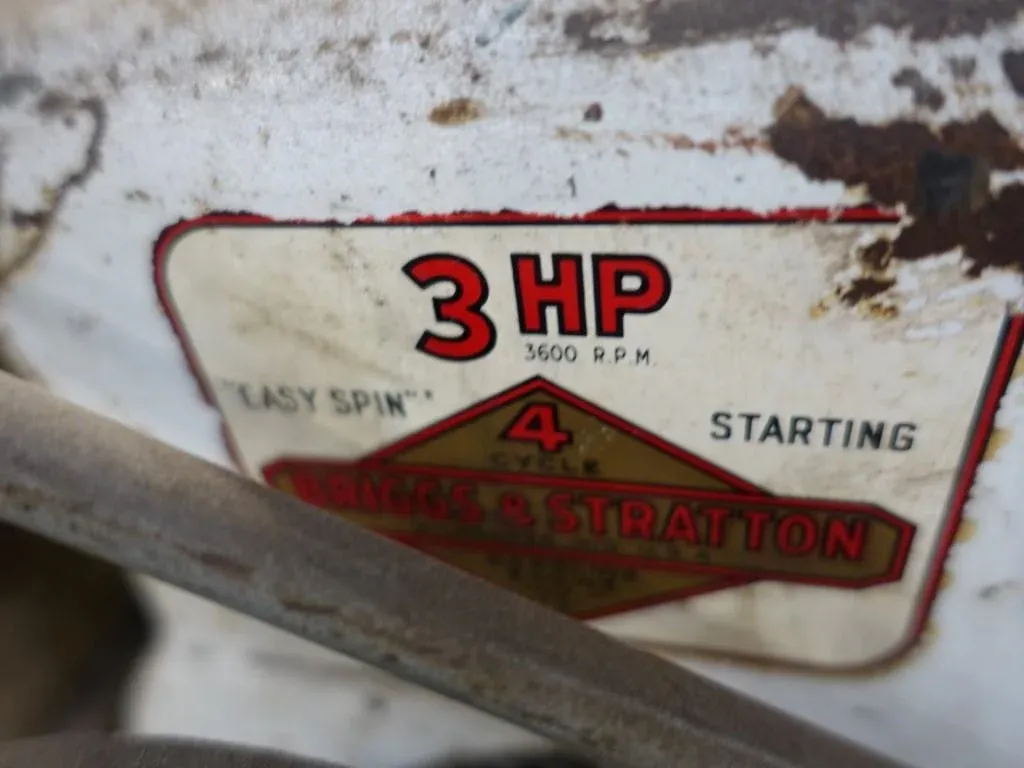 3 HP
3600 R.P.M.
"EASY SPIN" STARTING
4
CYCLE
BRIGGS & STRATTON